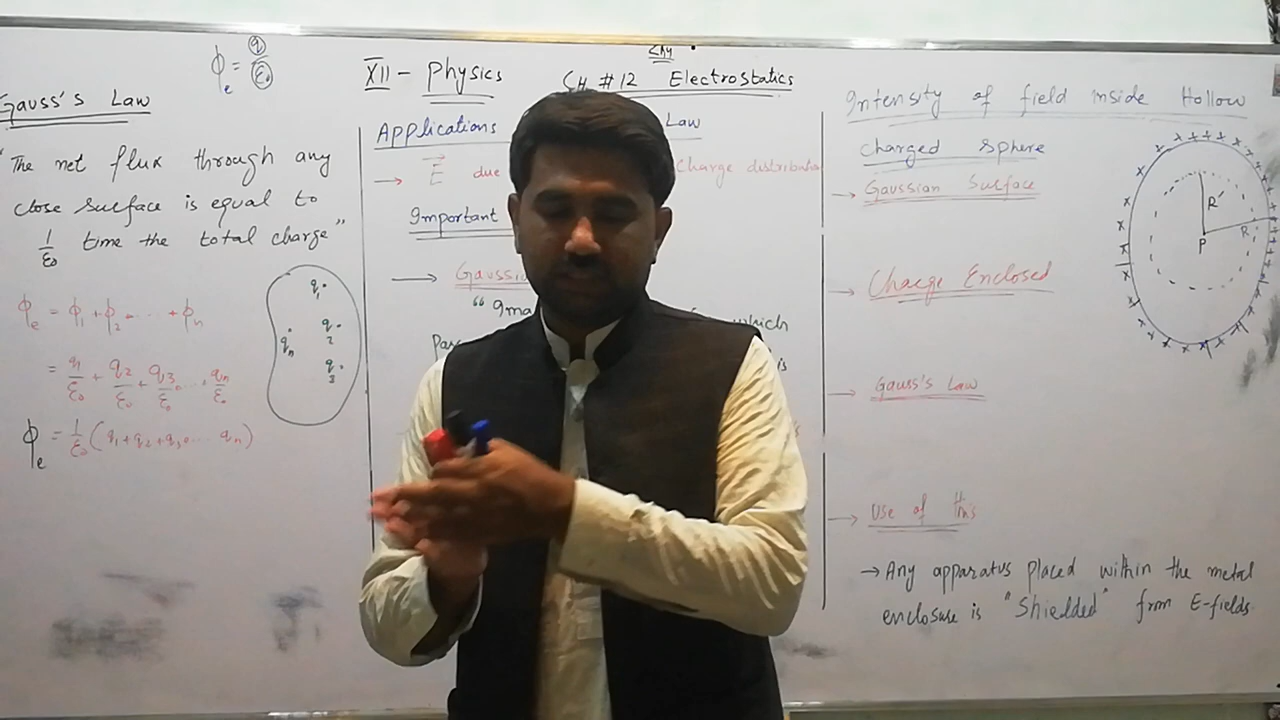 ϕe = q/ε₀
XII - Physics
CH # 12 Electrostatics
Gauss's Law
"The net flux through any
close surface is equal to
1/ε₀ time the total charge"
ϕe = ϕ1 + ϕ2 ..... + ϕn
= q1/ε₀ + q2/ε₀ + q3/ε₀ .... + qn/ε₀
ϕe = 1/ε₀ (q1+q2+q3.... qn)
q1
q2
qn
q3
Applications Law
→ E⃗ due Charge distribution
Important
→
" which
is
Intensity of field inside Hollow
charged sphere
→ Gaussian Surface
→ Charge Enclosed
→ Gauss's Law
→ Use of this
→ Any apparatus placed within the metal
enclosure is "Shielded" from E-fields.
R'
R
P